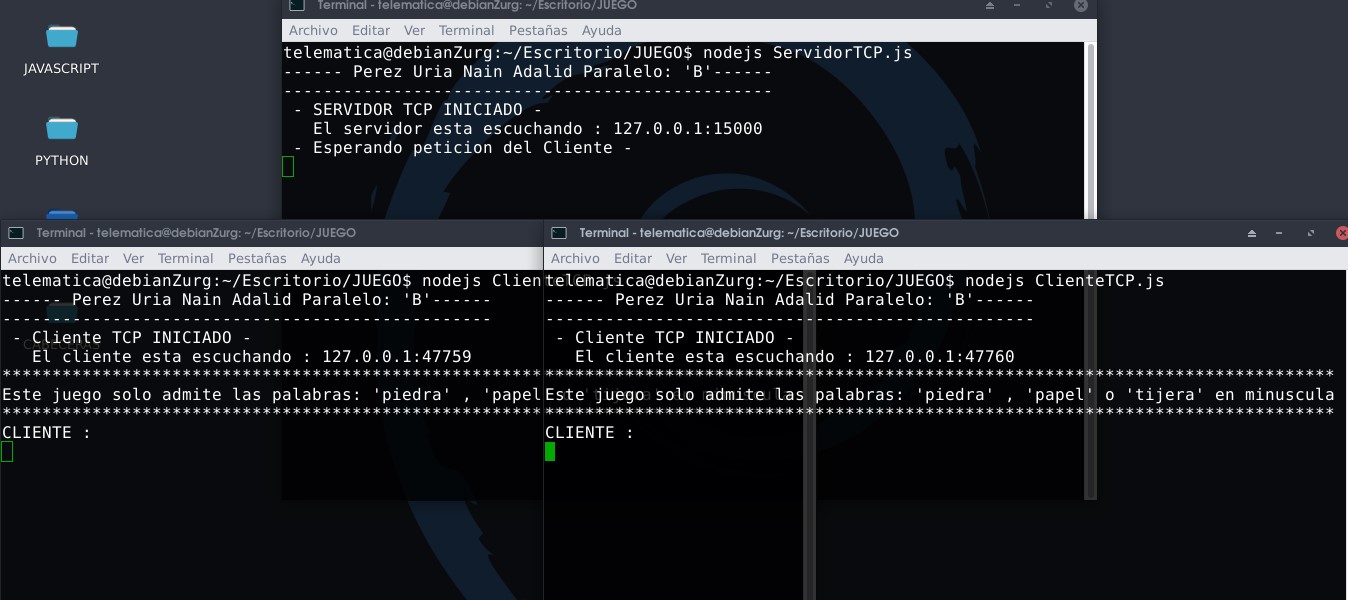 JAVASCRIPT
PYTHON
Terminal - telematica@debianZurg: ~/Escritorio/JUEGO
Archivo Editar Ver Terminal Pestañas Ayuda
telematica@debianZurg:~/Escritorio/JUEGO$ nodejs ServidorTCP.js
------ Perez Uria Nain Adalid Paralelo: 'B'------
-------------------------------------------------
- SERVIDOR TCP INICIADO -
El servidor esta escuchando : 127.0.0.1:15000
- Esperando peticion del Cliente -
Terminal - telematica@debianZurg: ~/Escritorio/JUEGO
Archivo Editar Ver Terminal Pestañas Ayuda
telematica@debianZurg:~/Escritorio/JUEGO$ nodejs Clien
------ Perez Uria Nain Adalid Paralelo: 'B'------
-------------------------------------------------
- Cliente TCP INICIADO -
El cliente esta escuchando : 127.0.0.1:47759
******************************************************
Este juego solo admite las palabras: 'piedra' , 'papel
******************************************************
CLIENTE :
Terminal - telematica@debianZurg: ~/Escritorio/JUEGO
Archivo Editar Ver Terminal Pestañas Ayuda
telematica@debianZurg:~/Escritorio/JUEGO$ nodejs ClienteTCP.js
------ Perez Uria Nain Adalid Paralelo: 'B'------
-------------------------------------------------
- Cliente TCP INICIADO -
El cliente esta escuchando : 127.0.0.1:47760
*******************************************************************************
Este juego solo admite las palabras: 'piedra' , 'papel' o 'tijera' en minuscula
*******************************************************************************
CLIENTE :